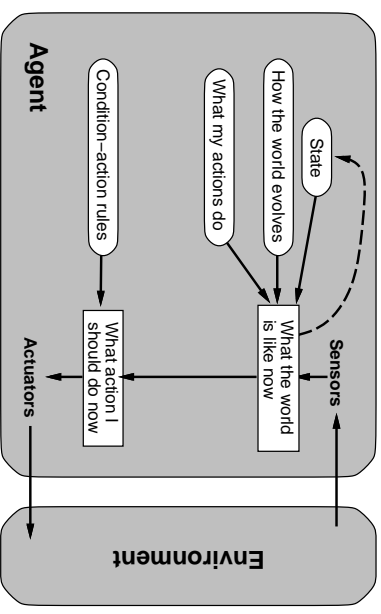 Sensors
State
How the world evolves
What my actions do
What the world
is like now
Condition−action rules
What action I
should do now
Agent
Actuators
Environment